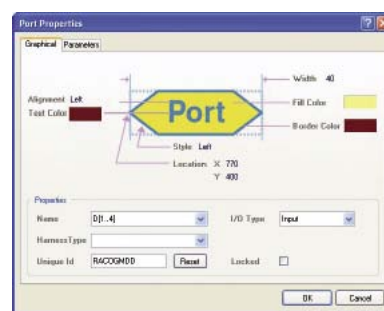 Port Properties
Graphical Parameters
Width 40
Alignment Left
Text Color
Port
Fill Color
Border Color
Style Left
Location X 770
Y 400
Properties
Name D[1..4] I/O Type Input
HarnessType
Unique Id RACOGMDD Reset Locked
OK Cancel